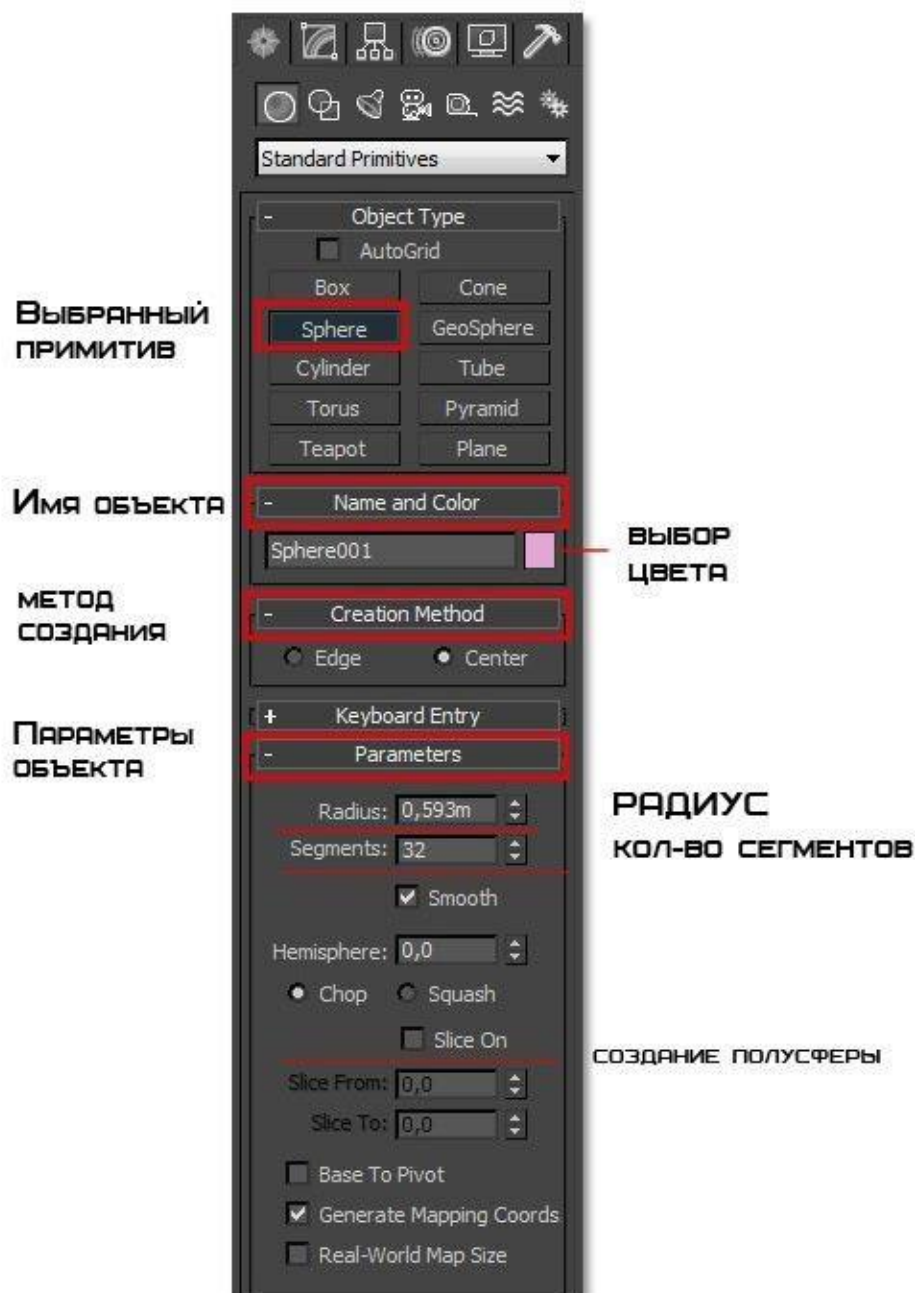 Standard Primitives
- Object Type
AutoGrid
Box Cone
Выбранный
примитив
Sphere GeoSphere
Cylinder Tube
Torus Pyramid
Teapot Plane
Имя объекта
- Name and Color
Sphere001
выбор
цвета
метод
создания
- Creation Method
Edge Center
+ Keyboard Entry
Параметры
объекта
- Parameters
Radius: 0,593m
РАДИУС
Segments: 32
кол-во сегментов
Smooth
Hemisphere: 0,0
Chop Squash
Slice On
создание полусферы
Slice From: 0,0
Slice To: 0,0
Base To Pivot
Generate Mapping Coords
Real-World Map Size